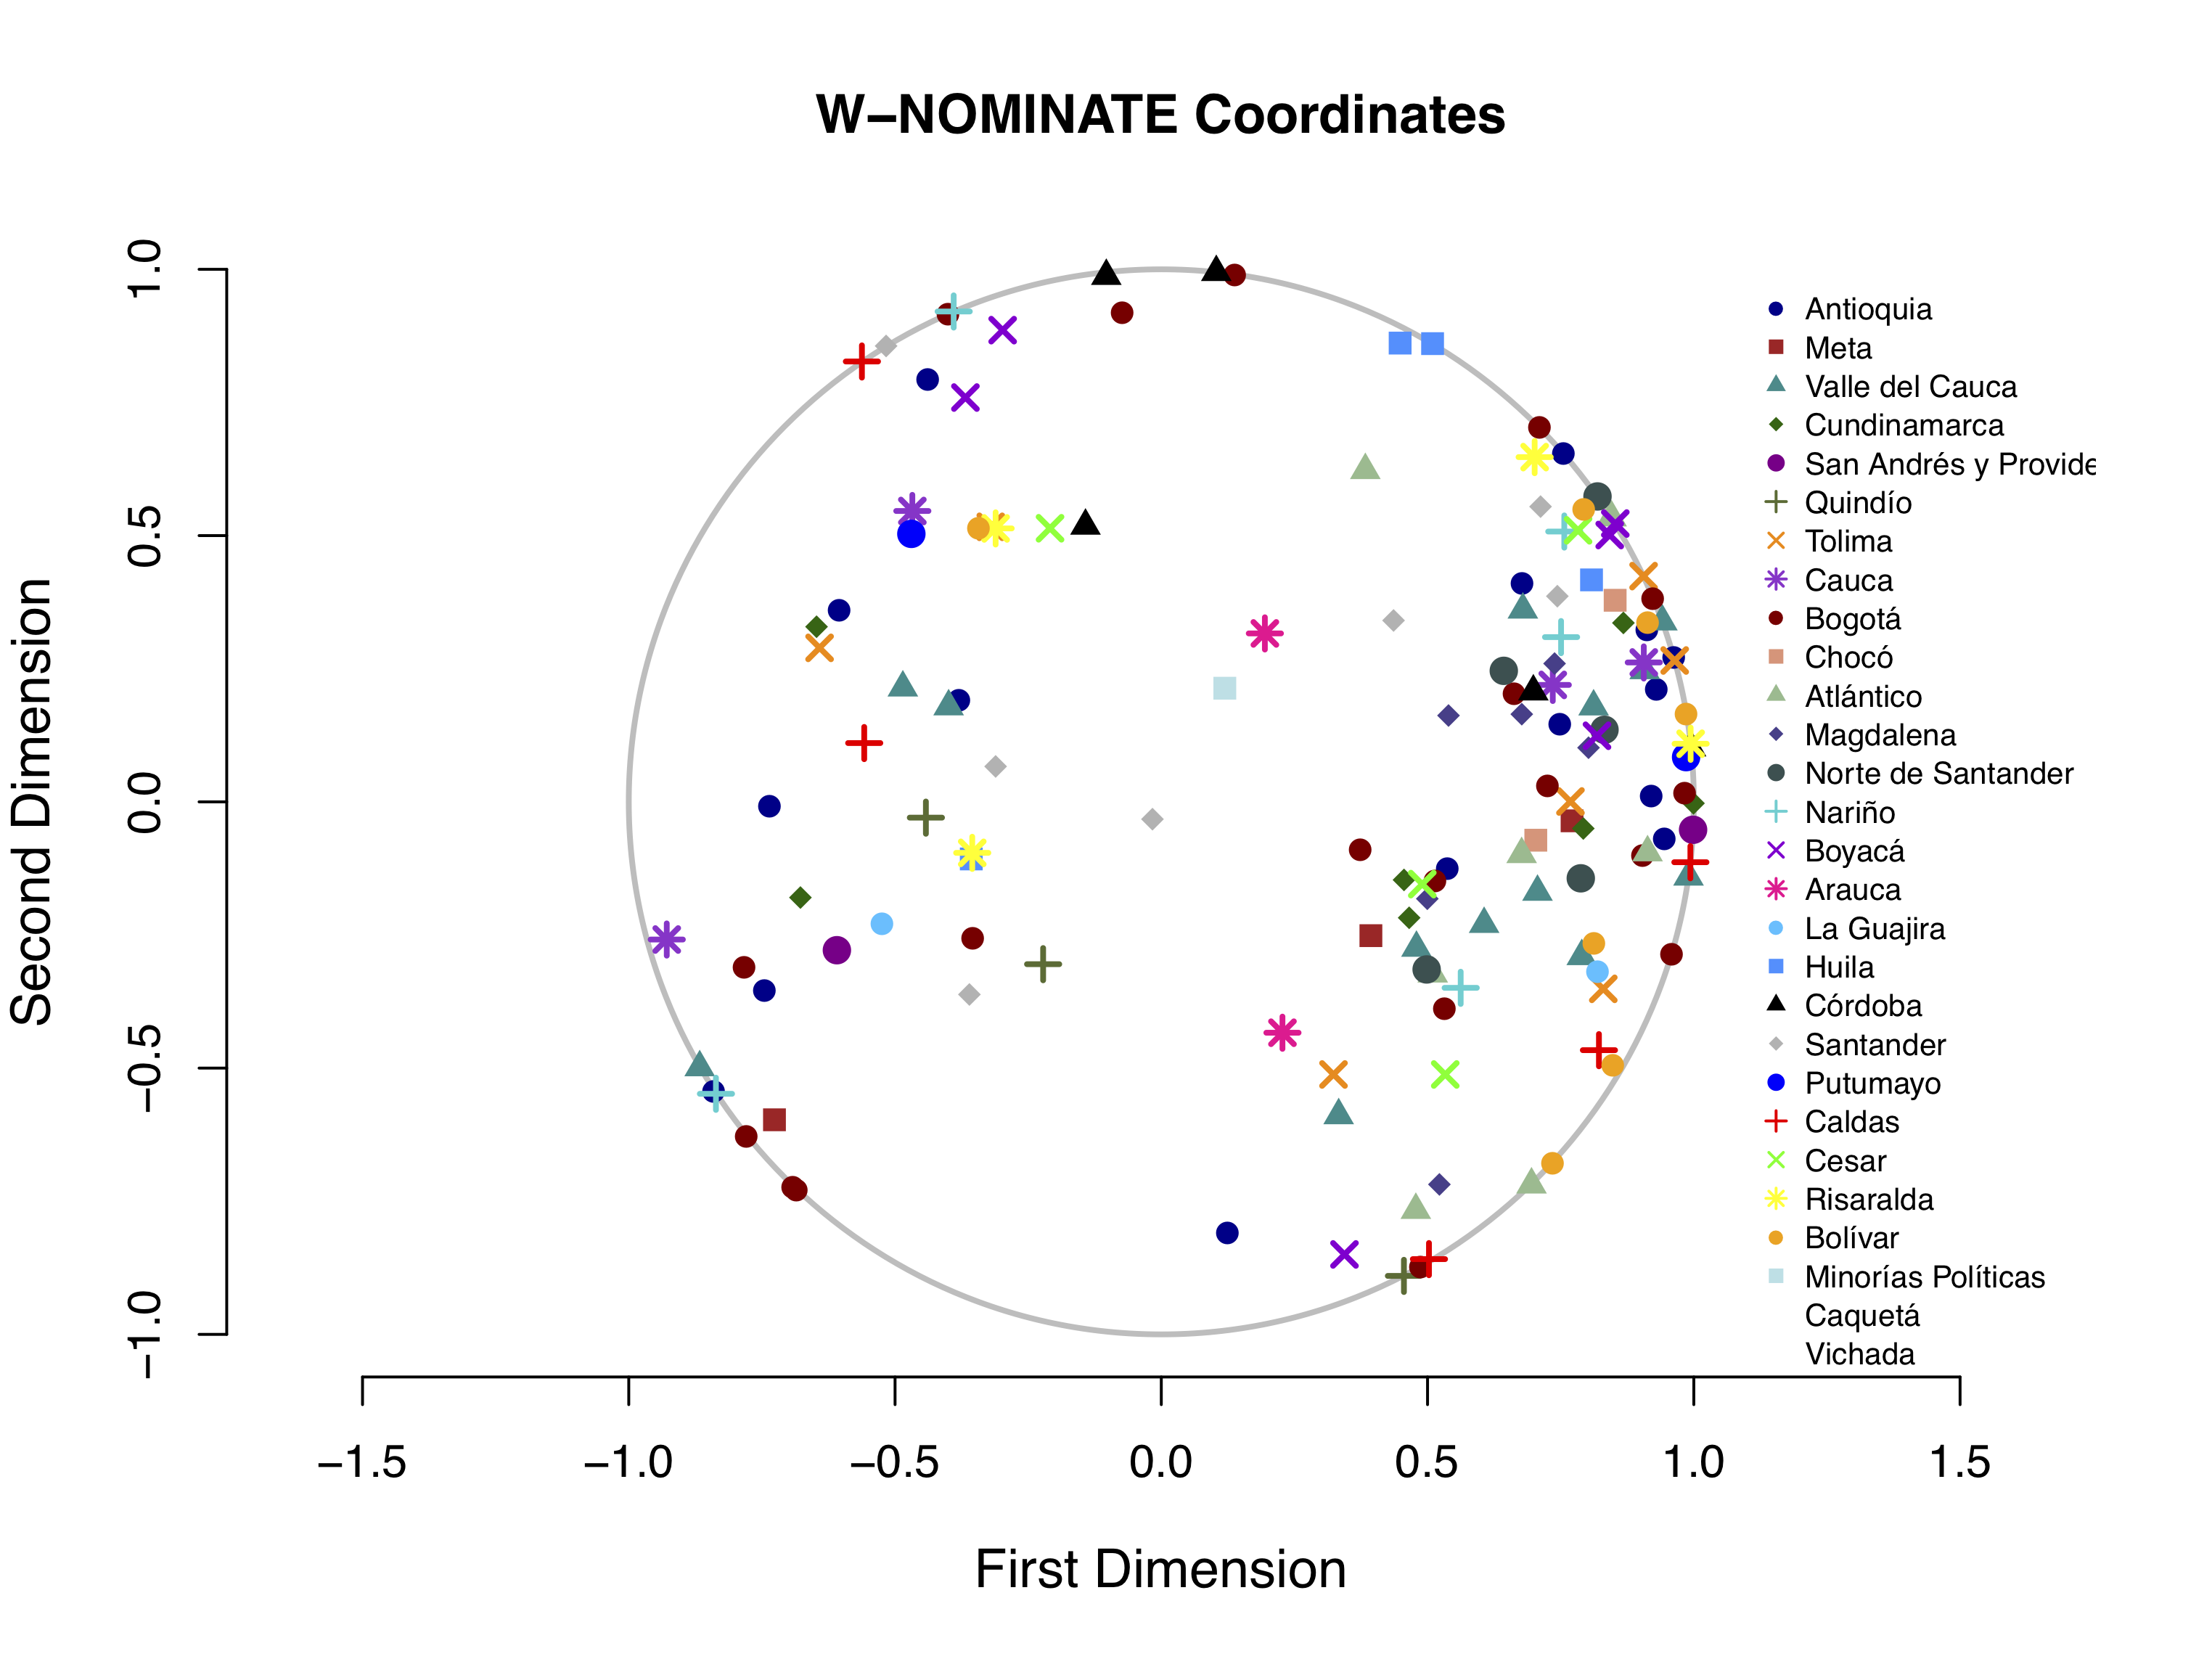 W−NOMINATE Coordinates
Second Dimension
1.0
0.5
0.0
−0.5
−1.0
Antioquia
Meta
Valle del Cauca
Cundinamarca
San Andrés y Provide
Quindío
Tolima
Cauca
Bogotá
Chocó
Atlántico
Magdalena
Norte de Santander
Nariño
Boyacá
Arauca
La Guajira
Huila
Córdoba
Santander
Putumayo
Caldas
Cesar
Risaralda
Bolívar
Minorías Políticas
Caquetá
Vichada
−1.5 −1.0 −0.5 0.0 0.5 1.0 1.5
First Dimension